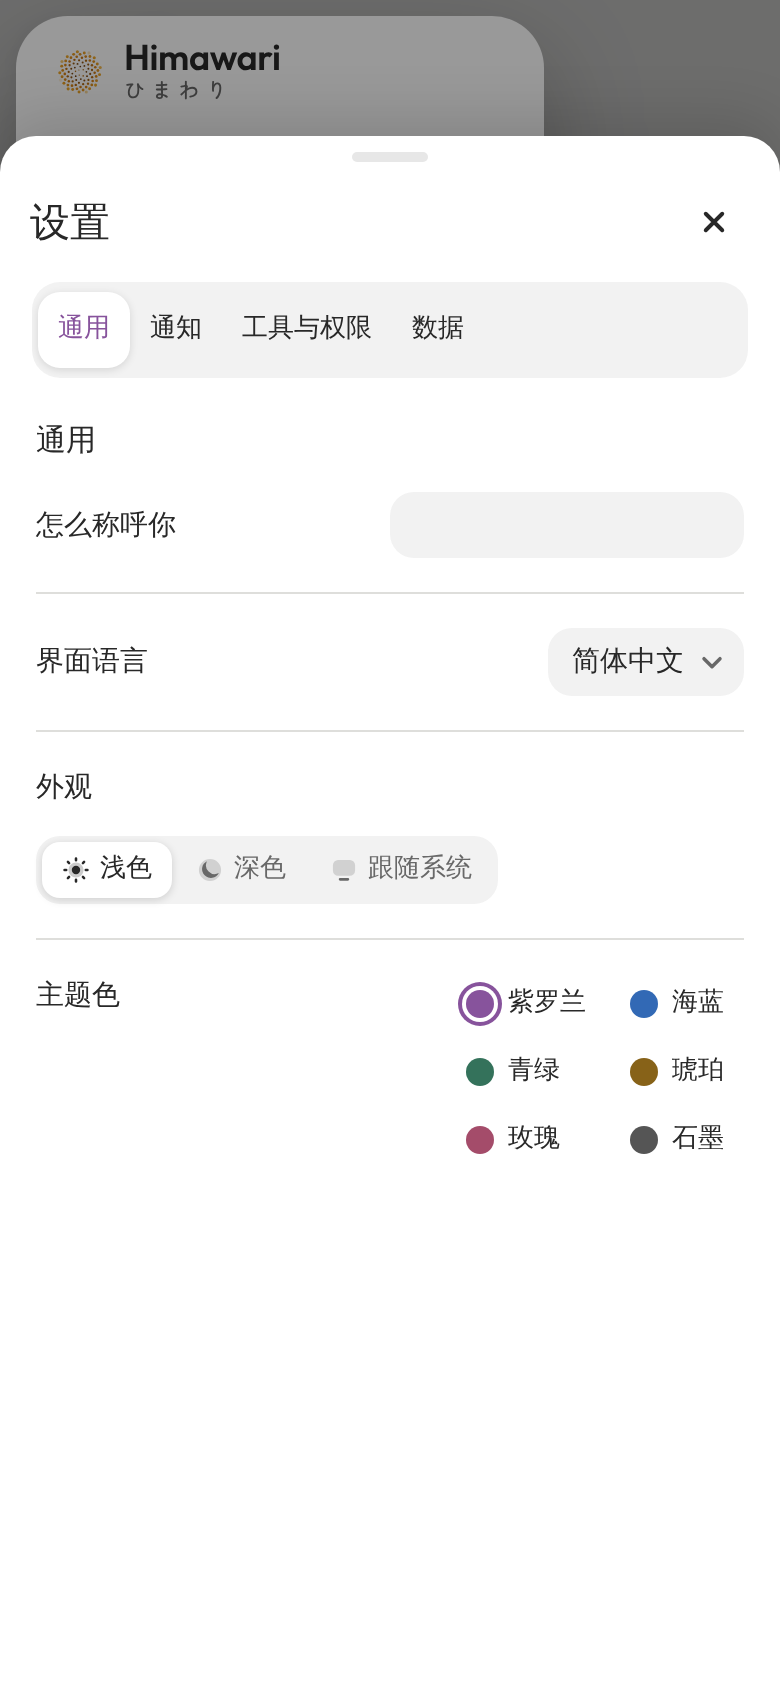 Himawari
ひまわり
设置
通用 通知 工具与权限 数据
通用
怎么称呼你
界面语言 简体中文
外观
浅色 深色 跟随系统
主题色 紫罗兰 海蓝
青绿 琥珀
玫瑰 石墨